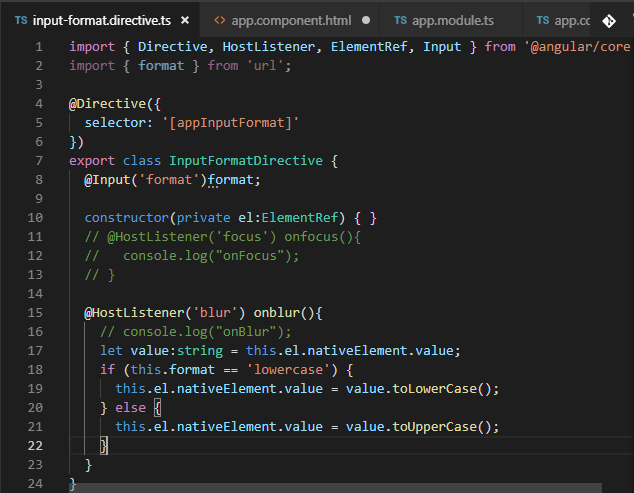 TS input-format.directive.ts × <> app.component.html ● TS app.module.ts TS app.cc
1 import { Directive, HostListener, ElementRef, Input } from '@angular/core
2 import { format } from 'url';
3
4 @Directive({
5   selector: '[appInputFormat]'
6 })
7 export class InputFormatDirective {
8   @Input('format')format;
9
10   constructor(private el:ElementRef) { }
11   // @HostListener('focus') onfocus(){
12   //   console.log("onFocus");
13   // }
14
15   @HostListener('blur') onblur(){
16     // console.log("onBlur");
17     let value:string = this.el.nativeElement.value;
18     if (this.format == 'lowercase') {
19       this.el.nativeElement.value = value.toLowerCase();
20     } else {
21       this.el.nativeElement.value = value.toUpperCase();
22     }
23   }
24 }